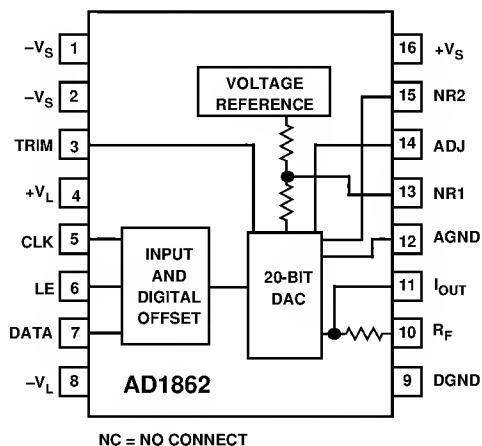 –VS 1
–VS 2
TRIM 3
+VL 4
CLK 5
LE 6
DATA 7
–VL 8
16 +VS
15 NR2
14 ADJ
13 NR1
12 AGND
11 IOUT
10 RF
9 DGND
VOLTAGE
REFERENCE
INPUT
AND
DIGITAL
OFFSET
20-BIT
DAC
AD1862
NC = NO CONNECT